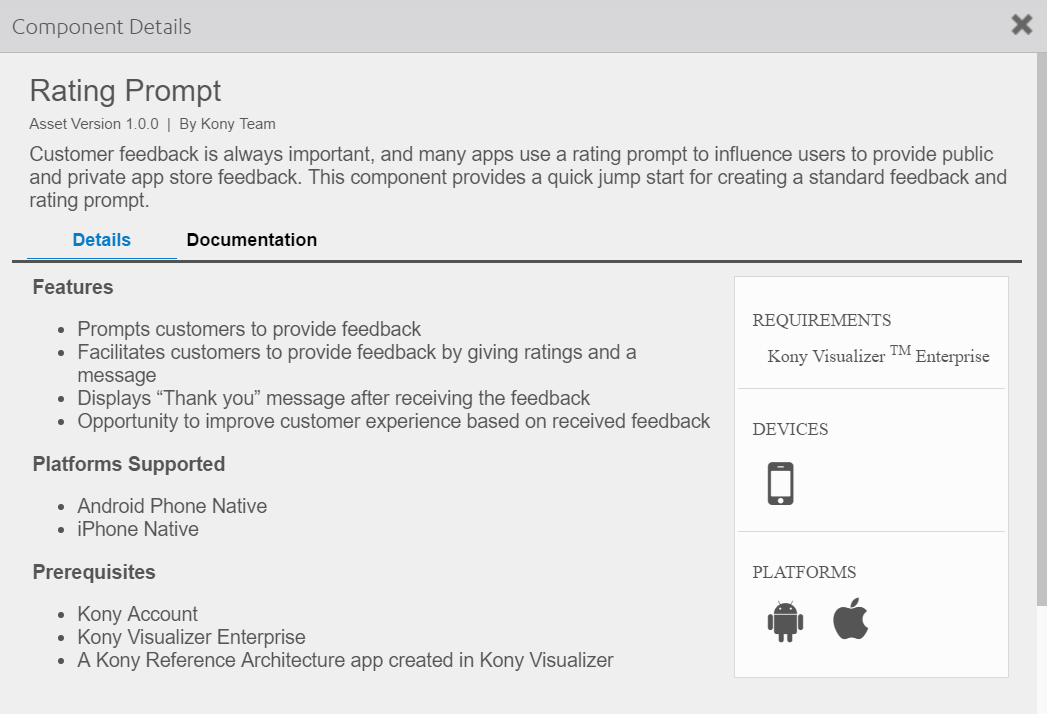 Component Details
Rating Prompt
Asset Version 1.0.0 | By Kony Team
Customer feedback is always important, and many apps use a rating prompt to influence users to provide public
and private app store feedback. This component provides a quick jump start for creating a standard feedback and
rating prompt.
Details Documentation
Features
• Prompts customers to provide feedback
• Facilitates customers to provide feedback by giving ratings and a
message
• Displays “Thank you” message after receiving the feedback
• Opportunity to improve customer experience based on received feedback
Platforms Supported
• Android Phone Native
• iPhone Native
Prerequisites
• Kony Account
• Kony Visualizer Enterprise
• A Kony Reference Architecture app created in Kony Visualizer
REQUIREMENTS
Kony Visualizer TM Enterprise
DEVICES
PLATFORMS